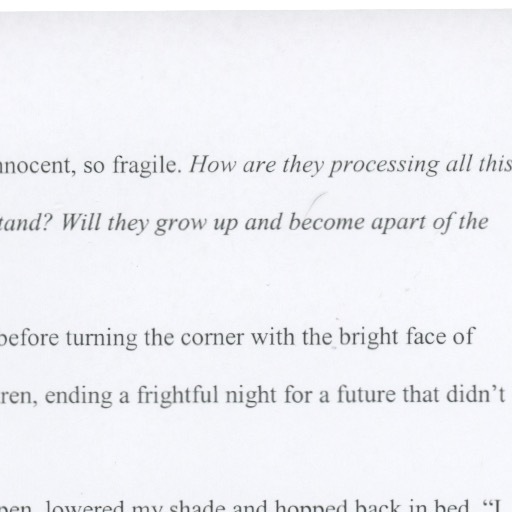 nnocent, so fragile. How are they processing all this
tand? Will they grow up and become apart of the
before turning the corner with the bright face of
ren, ending a frightful night for a future that didn't
pen, lowered my shade and hopped back in bed. “I